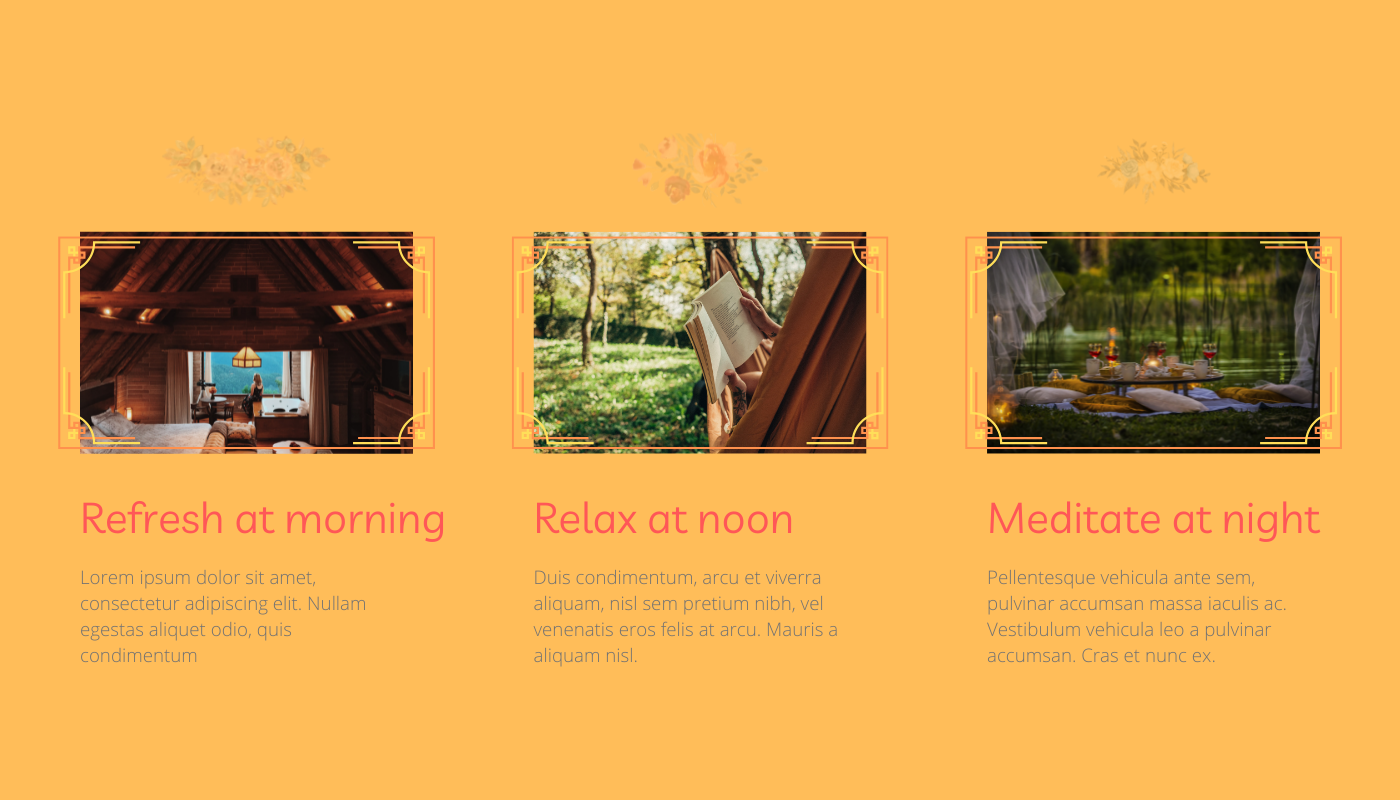 Refresh at morning
Lorem ipsum dolor sit amet,
consectetur adipiscing elit. Nullam
egestas aliquet odio, quis
condimentum
Relax at noon
Duis condimentum, arcu et viverra
aliquam, nisl sem pretium nibh, vel
venenatis eros felis at arcu. Mauris a
aliquam nisl.
Meditate at night
Pellentesque vehicula ante sem,
pulvinar accumsan massa iaculis ac.
Vestibulum vehicula leo a pulvinar
accumsan. Cras et nunc ex.